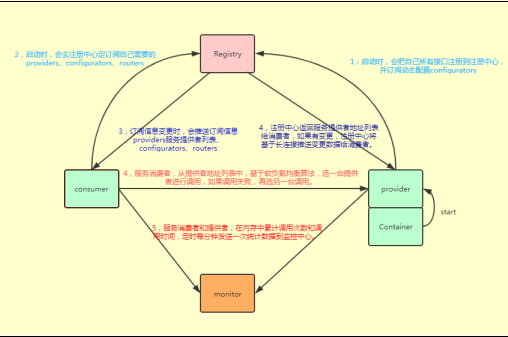 Registry
2，启动时，会去注册中心定订阅自己需要的
providers、configurators、routers
1：启动时，会把自己所有接口注册到注册中心，
并订阅动态配置configurators
3，订阅信息变更时，会推送订阅信息
providers服务提供者列表、
configurators、routers
4，注册中心返回服务提供者地址列表
给消费者，如果有变更，注册中心将
基于长连接推送变更数据给消费者。
consumer
4，服务消费者，从提供者地址列表中，基于软负载均衡算法，选一台提供
者进行调用，如果调用失败，再选另一台调用。
provider
Container
start
5，服务消费者和提供者，在内存中累计调用次数和调
用时间，定时每分钟发送一次统计数据到监控中心。
monitor